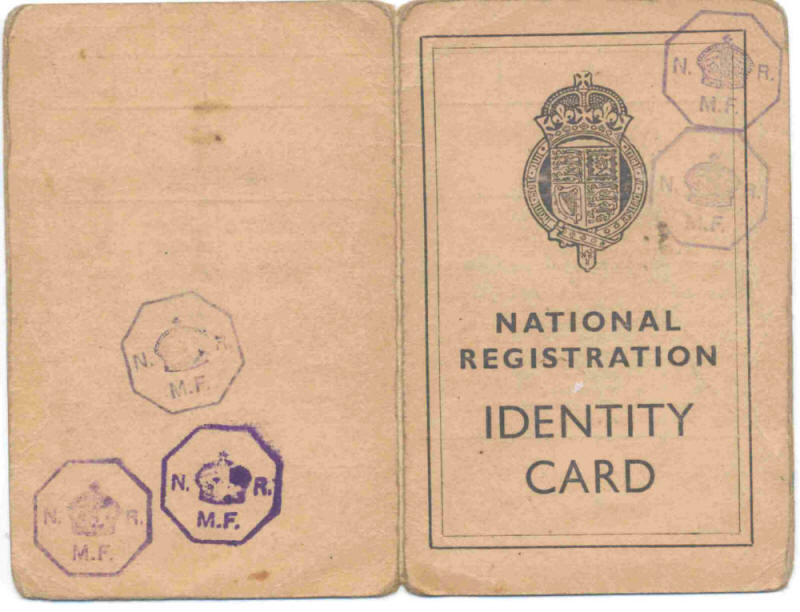 N. R.
M.F.
N. R.
M.F.
N. R.
M.F.
N. R.
M.F.
N. R.
M.F.
NATIONAL
REGISTRATION
IDENTITY
CARD